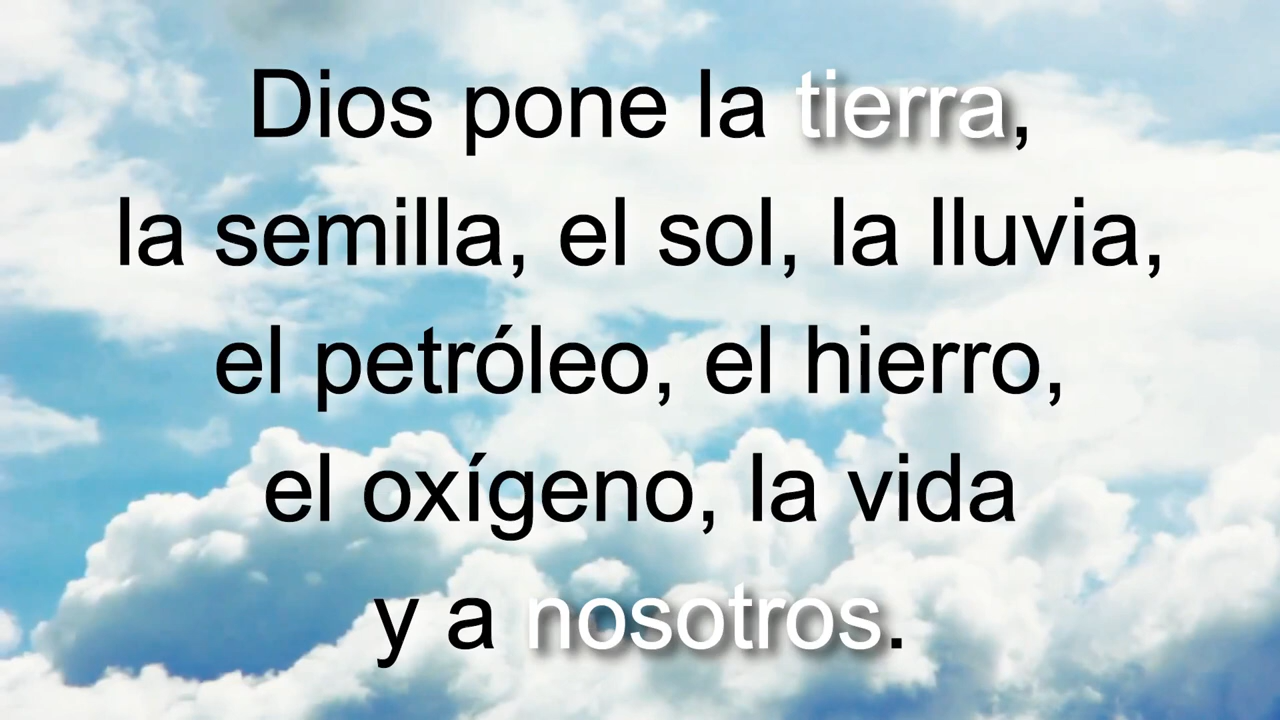 Dios pone la tierra,
la semilla, el sol, la lluvia,
el petróleo, el hierro,
el oxígeno, la vida
y a nosotros.